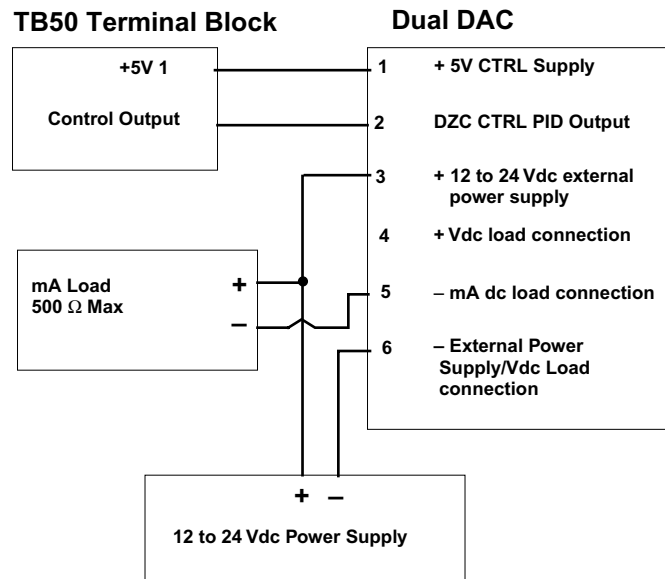 TB50 Terminal Block
Dual DAC
+5V 1
Control Output
1 + 5V CTRL Supply
2 DZC CTRL PID Output
3 + 12 to 24 Vdc external
power supply
4 + Vdc load connection
mA Load
500 Ω Max
+
–
5 – mA dc load connection
6 – External Power
Supply/Vdc Load
connection
+ –
12 to 24 Vdc Power Supply